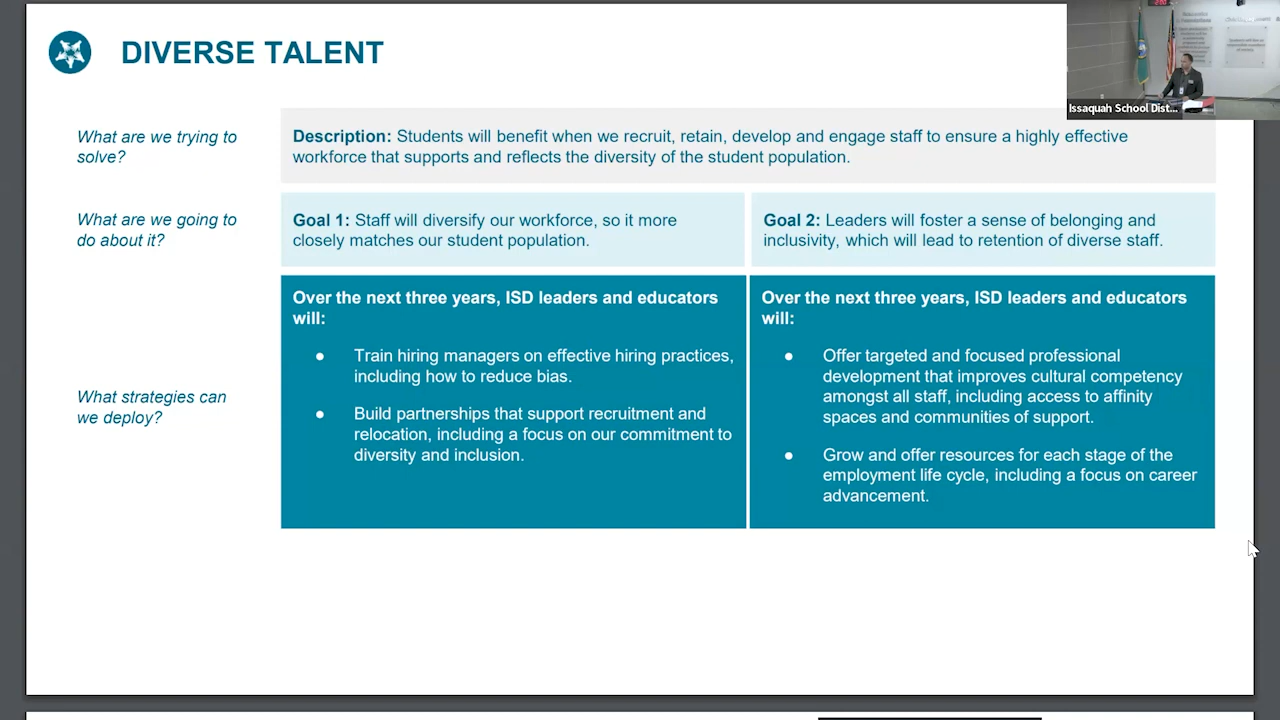 DIVERSE TALENT
Issaquah School Dist...
What are we trying to
solve?
Description: Students will benefit when we recruit, retain, develop and engage staff to ensure a highly effective
workforce that supports and reflects the diversity of the student population.
What are we going to
do about it?
Goal 1: Staff will diversify our workforce, so it more
closely matches our student population.
Goal 2: Leaders will foster a sense of belonging and
inclusivity, which will lead to retention of diverse staff.
What strategies can
we deploy?
Over the next three years, ISD leaders and educators
will:
● Train hiring managers on effective hiring practices,
including how to reduce bias.
● Build partnerships that support recruitment and
relocation, including a focus on our commitment to
diversity and inclusion.
Over the next three years, ISD leaders and educators
will:
● Offer targeted and focused professional
development that improves cultural competency
amongst all staff, including access to affinity
spaces and communities of support.
● Grow and offer resources for each stage of the
employment life cycle, including a focus on career
advancement.